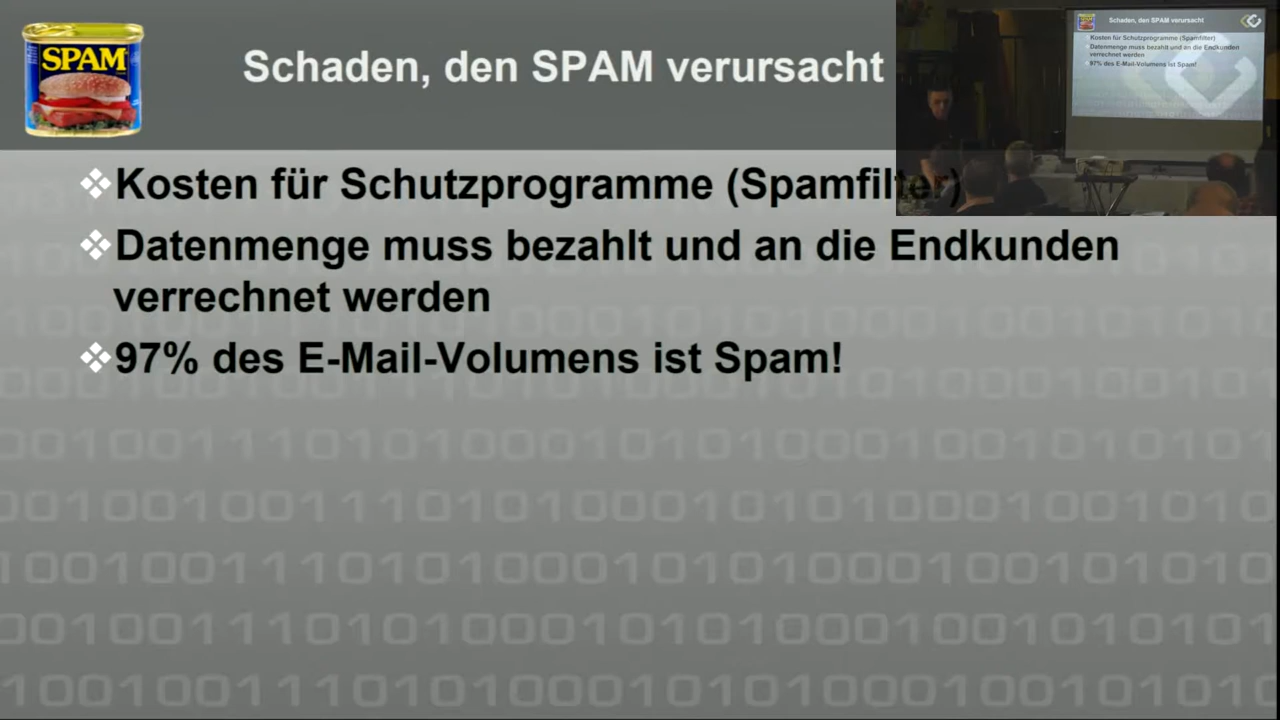 SPAM
Schaden, den SPAM verursacht
Kosten für Schutzprogramme (Spamfilter)
Datenmenge muss bezahlt und an die Endkunden
verrechnet werden
97% des E-Mail-Volumens ist Spam!
Schaden, den SPAM verursacht
Kosten für Schutzprogramme (Spamfilter)
Datenmenge muss bezahlt und an die Endkunden
verrechnet werden
97% des E-Mail-Volumens ist Spam!